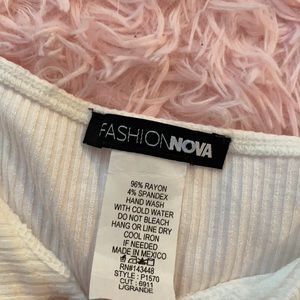 FASHIONNOVA
96% RAYON
4% SPANDEX
HAND WASH
WITH COLD WATER
DO NOT BLEACH
HANG OR LINE DRY
COOL IRON
IF NEEDED
MADE IN MEXICO
RN#143448
STYLE : P1570
CUT : 6911
L/GRANDE